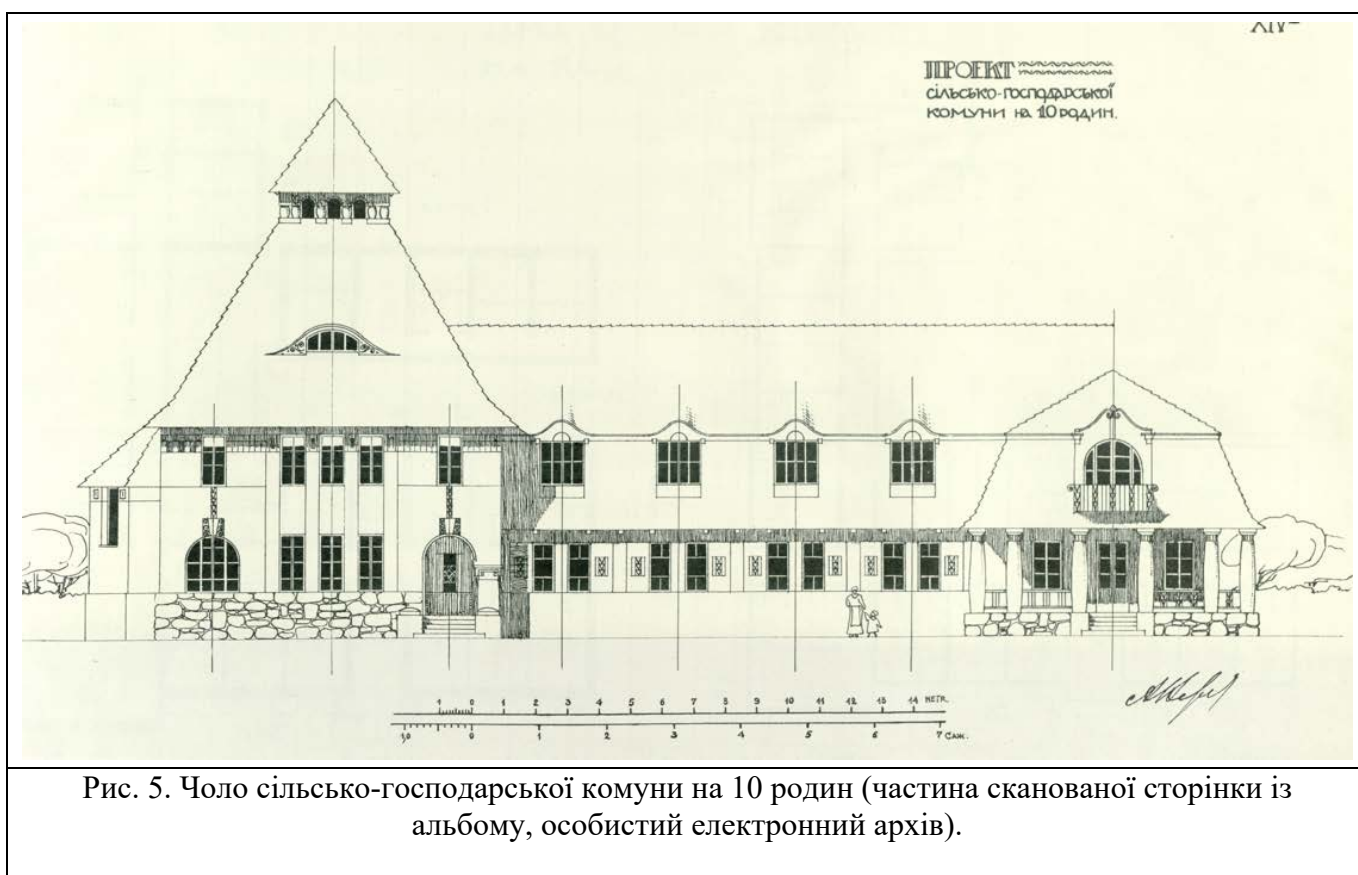 XIV-
ПРОЕКТ
сільсько-господарської
комуни на 10 родин.
1 0 1 2 3 4 5 6 7 8 9 10 11 12 13 14 МЕТР.
1,0 0 1 2 3 4 5 6 7 САЖ.
Рис. 5. Чоло сільсько-господарської комуни на 10 родин (частина сканованої сторінки із
альбому, особистий електронний архів).